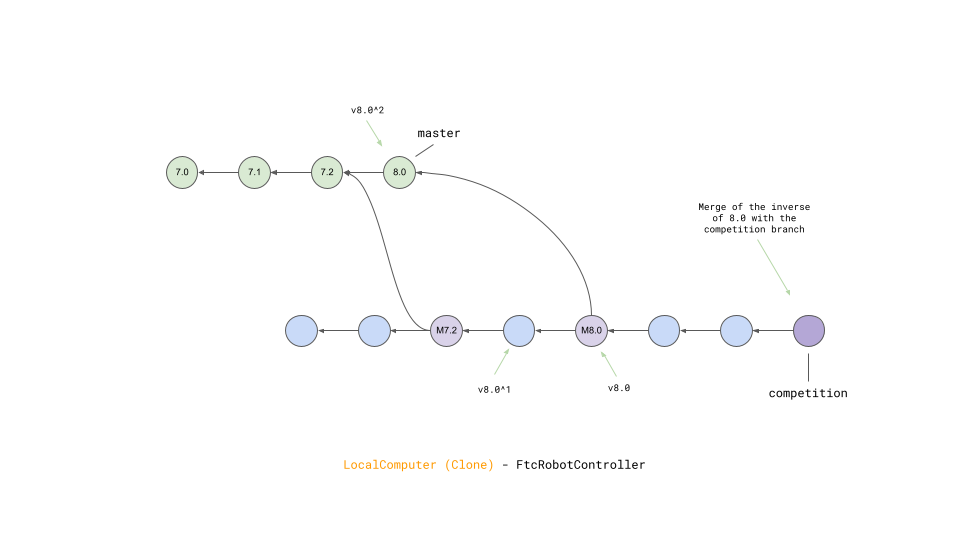 v8.0^2
master
7.0
7.1
7.2
8.0
Merge of the inverse
of 8.0 with the
competition branch
M7.2
M8.0
v8.0^1
v8.0
competition
LocalComputer (Clone) - FtcRobotController